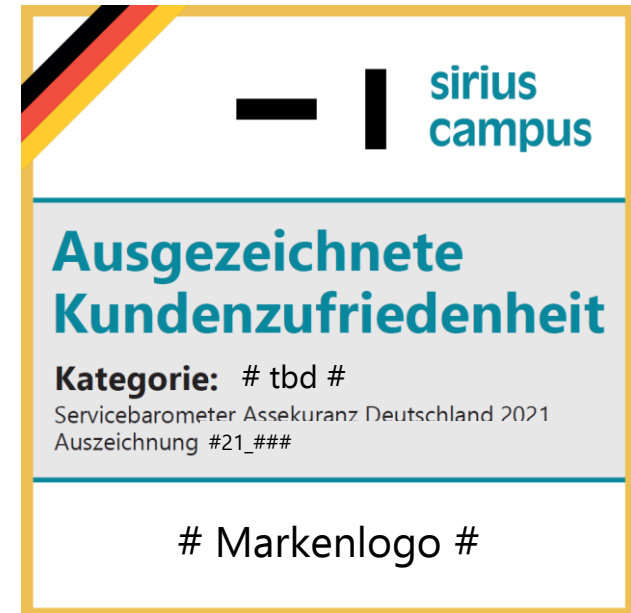 sirius
campus
Ausgezeichnete
Kundenzufriedenheit
Kategorie: # tbd #
Servicebarometer Assekuranz Deutschland 2021
Auszeichnung #21_###
# Markenlogo #